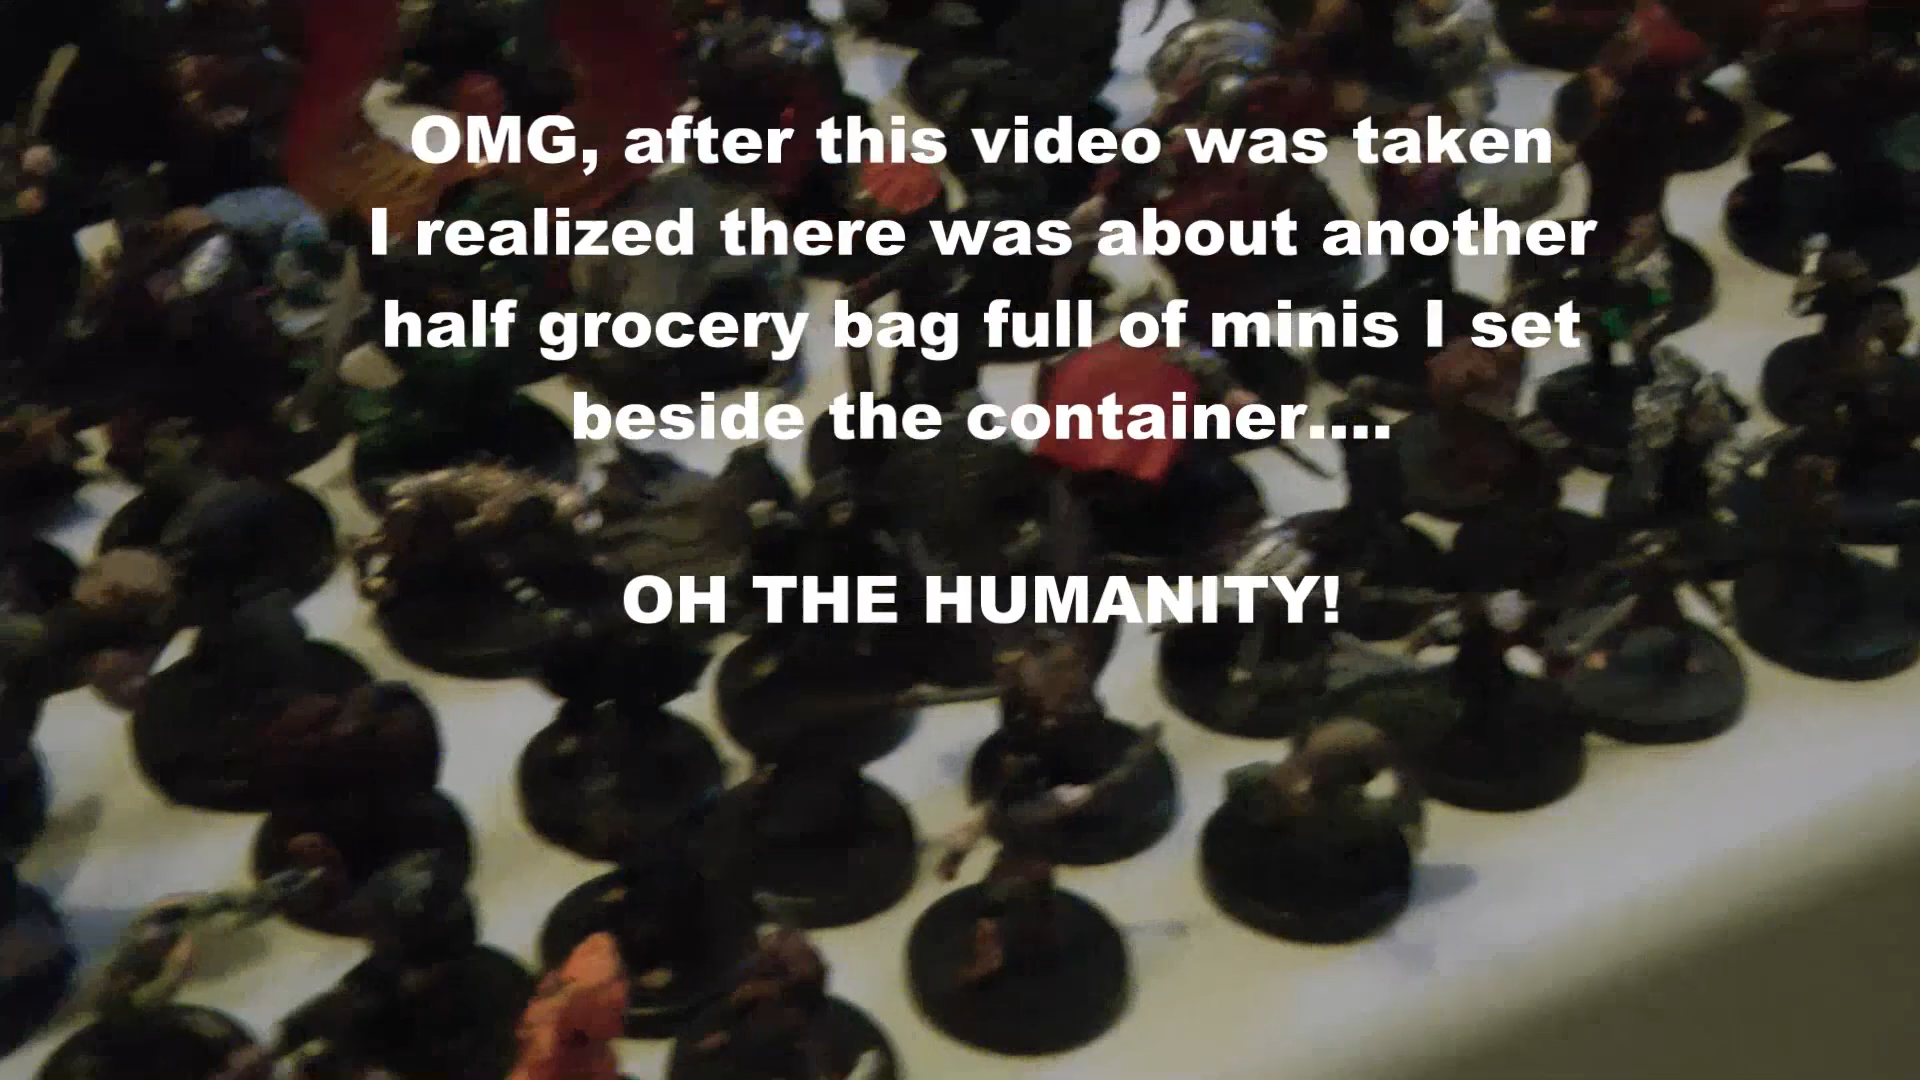 OMG, after this video was taken
I realized there was about another
half grocery bag full of minis I set
beside the container....
OH THE HUMANITY!